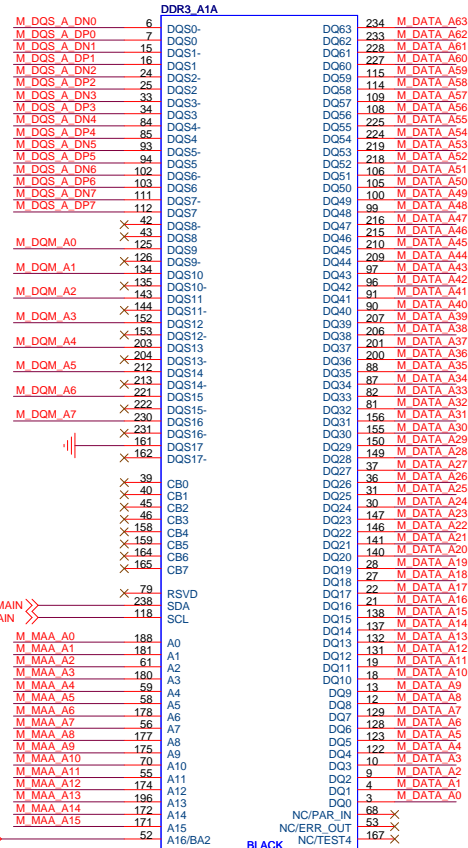 DDR3_A1A
M_DQS_A_DN0 6 DQS0-
M_DQS_A_DP0 7 DQS0
M_DQS_A_DN1 15 DQS1-
M_DQS_A_DP1 16 DQS1
M_DQS_A_DN2 24 DQS2-
M_DQS_A_DP2 25 DQS2
M_DQS_A_DN3 33 DQS3-
M_DQS_A_DP3 34 DQS3
M_DQS_A_DN4 84 DQS4-
M_DQS_A_DP4 85 DQS4
M_DQS_A_DN5 93 DQS5-
M_DQS_A_DP5 94 DQS5
M_DQS_A_DN6 102 DQS6-
M_DQS_A_DP6 103 DQS6
M_DQS_A_DN7 111 DQS7-
M_DQS_A_DP7 112 DQS7
42 DQS8-
43 DQS8
M_DQM_A0 125 DQS9
126 DQS9-
M_DQM_A1 134 DQS10
135 DQS10-
M_DQM_A2 143 DQS11
144 DQS11-
M_DQM_A3 152 DQS12
153 DQS12-
M_DQM_A4 203 DQS13
204 DQS13-
M_DQM_A5 212 DQS14
213 DQS14-
M_DQM_A6 221 DQS15
222 DQS15-
M_DQM_A7 230 DQS16
231 DQS16-
161 DQS17
162 DQS17-
39 CB0
40 CB1
45 CB2
46 CB3
158 CB4
159 CB5
164 CB6
165 CB7
79 RSVD
MAIN 238 SDA
AIN 118 SCL
M_MAA_A0 188 A0
M_MAA_A1 181 A1
M_MAA_A2 61 A2
M_MAA_A3 180 A3
M_MAA_A4 59 A4
M_MAA_A5 58 A5
M_MAA_A6 178 A6
M_MAA_A7 56 A7
M_MAA_A8 177 A8
M_MAA_A9 175 A9
M_MAA_A10 70 A10
M_MAA_A11 55 A11
M_MAA_A12 174 A12
M_MAA_A13 196 A13
M_MAA_A14 172 A14
M_MAA_A15 171 A15
52 A16/BA2
DQ63 234 M_DATA_A63
DQ62 233 M_DATA_A62
DQ61 228 M_DATA_A61
DQ60 227 M_DATA_A60
DQ59 115 M_DATA_A59
DQ58 114 M_DATA_A58
DQ57 109 M_DATA_A57
DQ56 108 M_DATA_A56
DQ55 225 M_DATA_A55
DQ54 224 M_DATA_A54
DQ53 219 M_DATA_A53
DQ52 218 M_DATA_A52
DQ51 106 M_DATA_A51
DQ50 105 M_DATA_A50
DQ49 100 M_DATA_A49
DQ48 99 M_DATA_A48
DQ47 216 M_DATA_A47
DQ46 215 M_DATA_A46
DQ45 210 M_DATA_A45
DQ44 209 M_DATA_A44
DQ43 97 M_DATA_A43
DQ42 96 M_DATA_A42
DQ41 91 M_DATA_A41
DQ40 90 M_DATA_A40
DQ39 207 M_DATA_A39
DQ38 206 M_DATA_A38
DQ37 201 M_DATA_A37
DQ36 200 M_DATA_A36
DQ35 88 M_DATA_A35
DQ34 87 M_DATA_A34
DQ33 82 M_DATA_A33
DQ32 81 M_DATA_A32
DQ31 156 M_DATA_A31
DQ30 155 M_DATA_A30
DQ29 150 M_DATA_A29
DQ28 149 M_DATA_A28
DQ27 37 M_DATA_A27
DQ26 36 M_DATA_A26
DQ25 31 M_DATA_A25
DQ24 30 M_DATA_A24
DQ23 147 M_DATA_A23
DQ22 146 M_DATA_A22
DQ21 141 M_DATA_A21
DQ20 140 M_DATA_A20
DQ19 28 M_DATA_A19
DQ18 27 M_DATA_A18
DQ17 22 M_DATA_A17
DQ16 21 M_DATA_A16
DQ15 138 M_DATA_A15
DQ14 137 M_DATA_A14
DQ13 132 M_DATA_A13
DQ12 131 M_DATA_A12
DQ11 19 M_DATA_A11
DQ10 18 M_DATA_A10
DQ9 13 M_DATA_A9
DQ8 12 M_DATA_A8
DQ7 129 M_DATA_A7
DQ6 128 M_DATA_A6
DQ5 123 M_DATA_A5
DQ4 122 M_DATA_A4
DQ3 10 M_DATA_A3
DQ2 9 M_DATA_A2
DQ1 4 M_DATA_A1
DQ0 3 M_DATA_A0
NC/PAR_IN 68
NC/ERR_OUT 53
NC/TEST4 167
BLACK